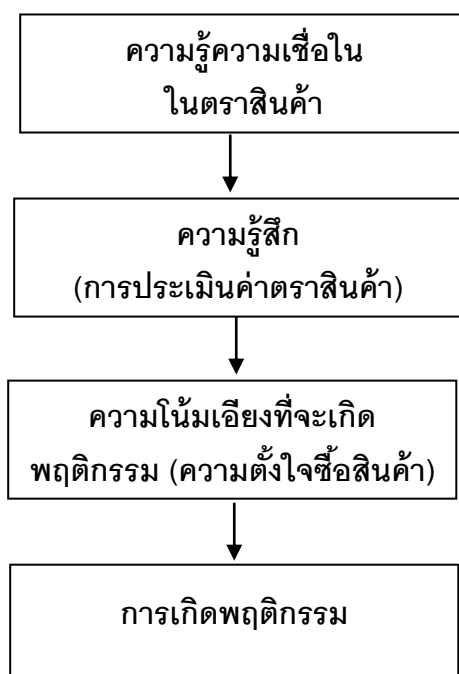 ความรู้ความเชื่อใน
ในตราสินค้า
ความรู้สึก
(การประเมินค่าตราสินค้า)
ความโน้มเอียงที่จะเกิด
พฤติกรรม (ความตั้งใจซื้อสินค้า)
การเกิดพฤติกรรม